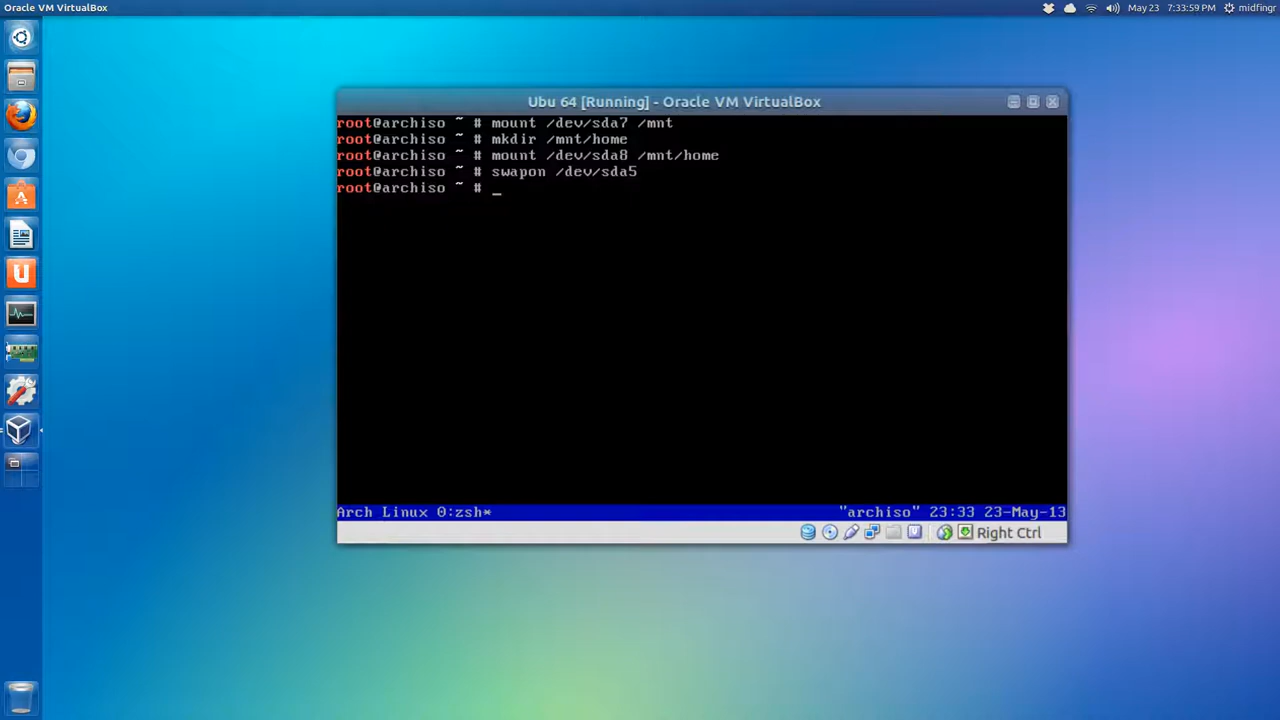 Oracle VM VirtualBox
May 23 7:33:59 PM midfingr
Ubu 64 [Running] - Oracle VM VirtualBox
root@archiso ~ # mount /dev/sda7 /mnt
root@archiso ~ # mkdir /mnt/home
root@archiso ~ # mount /dev/sda8 /mnt/home
root@archiso ~ # swapon /dev/sda5
root@archiso ~ # _
Arch Linux 0:zsh* "archiso" 23:33 23-May-13
Right Ctrl